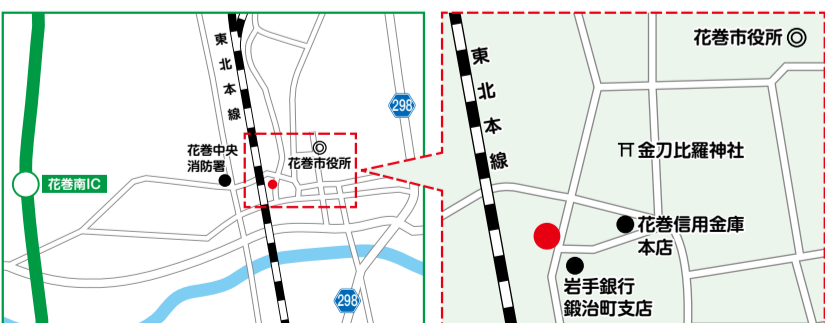 東北本線
298
花巻中央
消防署
花巻市役所
花巻南IC
298
花巻市役所
東北本線
金刀比羅神社
花巻信用金庫
本店
岩手銀行
鍛治町支店